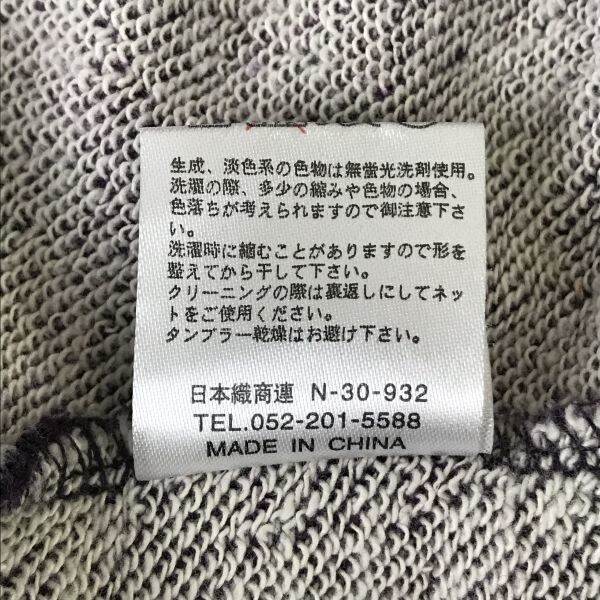 生成、淡色系の色物は無蛍光洗剤使用。
洗濯の際、多少の縮みや色物の場合、
色落ちが考えられますので御注意下さ
い。
洗濯時に縮むことがありますので形を
整えてから干して下さい。
クリーニングの際は裏返しにしてネッ
トをご使用ください。
タンブラー乾燥はお避け下さい。
日本織商連 N-30-932
TEL.052-201-5588
MADE IN CHINA